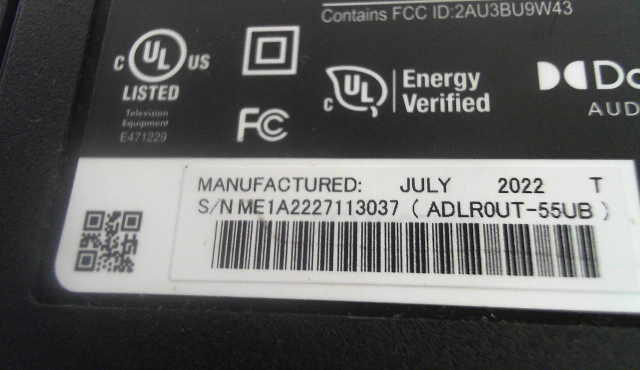 Contains FCC ID:2AU3BU9W43
C UL US
LISTED
Television
Equipment
E471229
FC
C UL Energy
Verified
AUD
MANUFACTURED: JULY 2022 T
S/N ME1A2227113037 ( ADLR0UT-55UB )